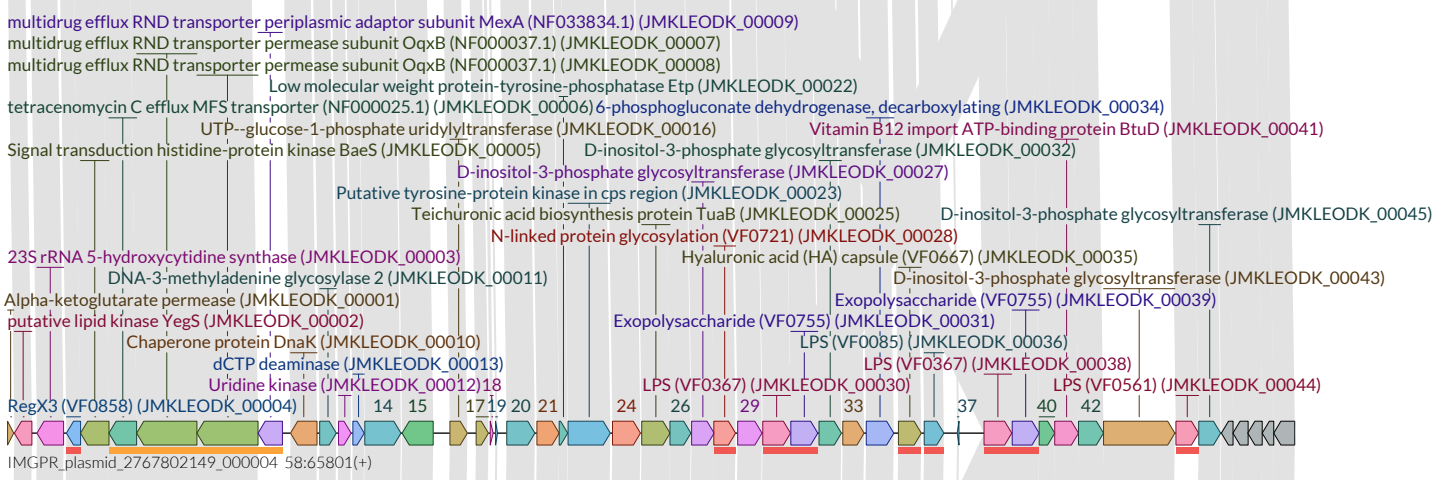 multidrug efflux RND transporter periplasmic adaptor subunit MexA (NF033834.1) (JMKLEODK_00009)
multidrug efflux RND transporter permease subunit OqxB (NF000037.1) (JMKLEODK_00007)
multidrug efflux RND transporter permease subunit OqxB (NF000037.1) (JMKLEODK_00008)
Low molecular weight protein-tyrosine-phosphatase Etp (JMKLEODK_00022)
tetracenomycin C efflux MFS transporter (NF000025.1) (JMKLEODK_00006) 6-phosphogluconate dehydrogenase, decarboxylating (JMKLEODK_00034)
UTP--glucose-1-phosphate uridylyltransferase (JMKLEODK_00016) Vitamin B12 import ATP-binding protein BtuD (JMKLEODK_00041)
Signal transduction histidine-protein kinase BaeS (JMKLEODK_00005) D-inositol-3-phosphate glycosyltransferase (JMKLEODK_00032)
D-inositol-3-phosphate glycosyltransferase (JMKLEODK_00027)
Putative tyrosine-protein kinase in cps region (JMKLEODK_00023)
Teichuronic acid biosynthesis protein TuaB (JMKLEODK_00025) D-inositol-3-phosphate glycosyltransferase (JMKLEODK_00045)
N-linked protein glycosylation (VF0721) (JMKLEODK_00028)
23S rRNA 5-hydroxycytidine synthase (JMKLEODK_00003) Hyaluronic acid (HA) capsule (VF0667) (JMKLEODK_00035)
DNA-3-methyladenine glycosylase 2 (JMKLEODK_00011) D-inositol-3-phosphate glycosyltransferase (JMKLEODK_00043)
Alpha-ketoglutarate permease (JMKLEODK_00001) Exopolysaccharide (VF0755) (JMKLEODK_00039)
putative lipid kinase YegS (JMKLEODK_00002) Exopolysaccharide (VF0755) (JMKLEODK_00031)
Chaperone protein DnaK (JMKLEODK_00010) LPS (VF0085) (JMKLEODK_00036)
dCTP deaminase (JMKLEODK_00013) LPS (VF0367) (JMKLEODK_00038)
Uridine kinase (JMKLEODK_00012) 18 LPS (VF0367) (JMKLEODK_00030) LPS (VF0561) (JMKLEODK_00044)
RegX3 (VF0858) (JMKLEODK_00004) 14 15 17 19 20 21 24 26 29 33 37 40 42
IMGPR_plasmid_2767802149_000004 58:65801(+)